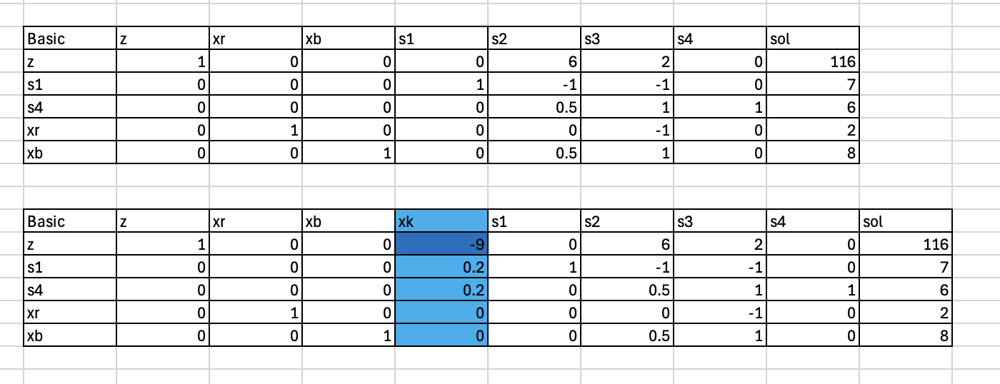 Basic z xr xb s1 s2 s3 s4 sol
z 1 0 0 0 6 2 0 116
s1 0 0 0 1 -1 -1 0 7
s4 0 0 0 0 0.5 1 1 6
xr 0 1 0 0 0 -1 0 2
xb 0 0 1 0 0.5 1 0 8
Basic z xr xb xk s1 s2 s3 s4 sol
z 1 0 0 -9 0 6 2 0 116
s1 0 0 0 0.2 1 -1 -1 0 7
s4 0 0 0 0.2 0 0.5 1 1 6
xr 0 1 0 0 0 0 -1 0 2
xb 0 0 1 0 0 0.5 1 0 8